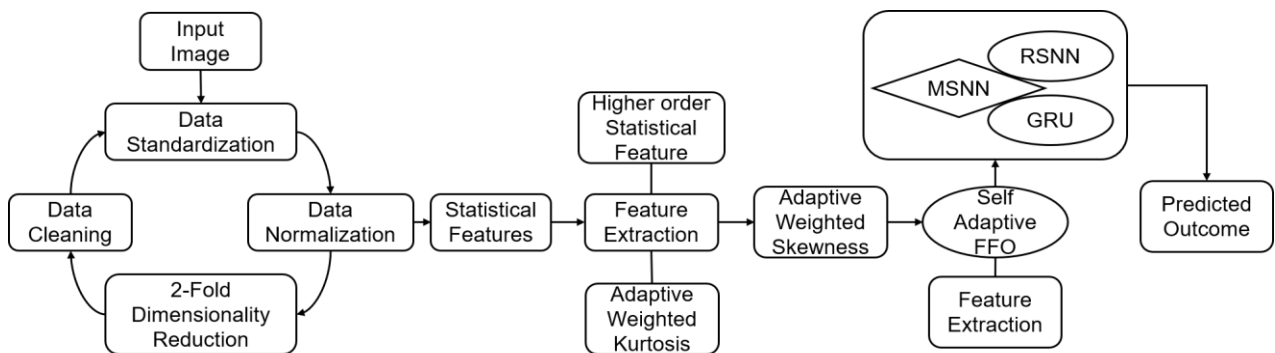 Input
Image
Data
Standardization
Data
Cleaning
Data
Normalization
2-Fold
Dimensionality
Reduction
Statistical
Features
Higher order
Statistical
Feature
Feature
Extraction
Adaptive
Weighted
Kurtosis
Adaptive
Weighted
Skewness
Self
Adaptive
FFO
Feature
Extraction
RSNN
MSNN
GRU
Predicted
Outcome